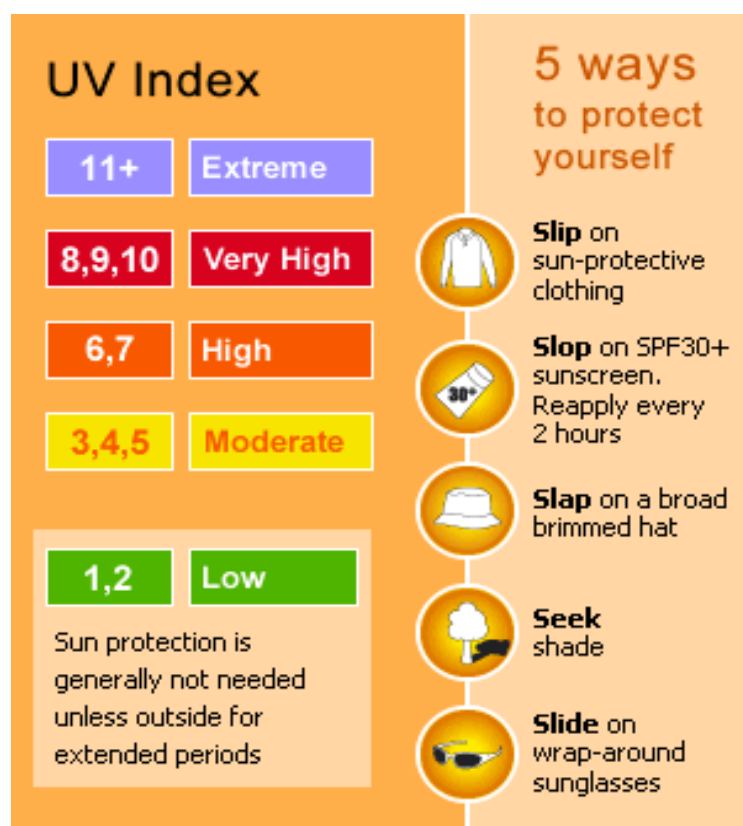 UV Index
11+ Extreme
8,9,10 Very High
6,7 High
3,4,5 Moderate
1,2 Low
Sun protection is
generally not needed
unless outside for
extended periods
5 ways
to protect
yourself
Slip on
sun-protective
clothing
30+
Slop on SPF30+
sunscreen.
Reapply every
2 hours
Slap on a broad
brimmed hat
Seek
shade
Slide on
wrap-around
sunglasses